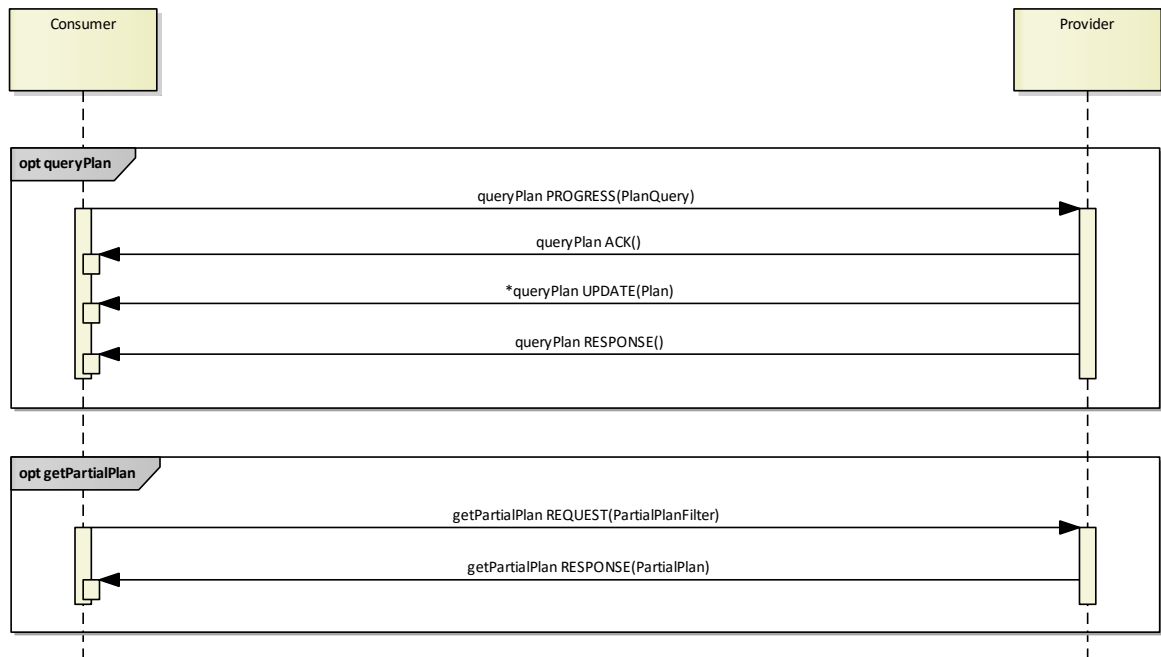 Consumer
Provider
opt queryPlan
queryPlan PROGRESS(PlanQuery)
queryPlan ACK()
*queryPlan UPDATE(Plan)
queryPlan RESPONSE()
opt getPartialPlan
getPartialPlan REQUEST(PartialPlanFilter)
getPartialPlan RESPONSE(PartialPlan)